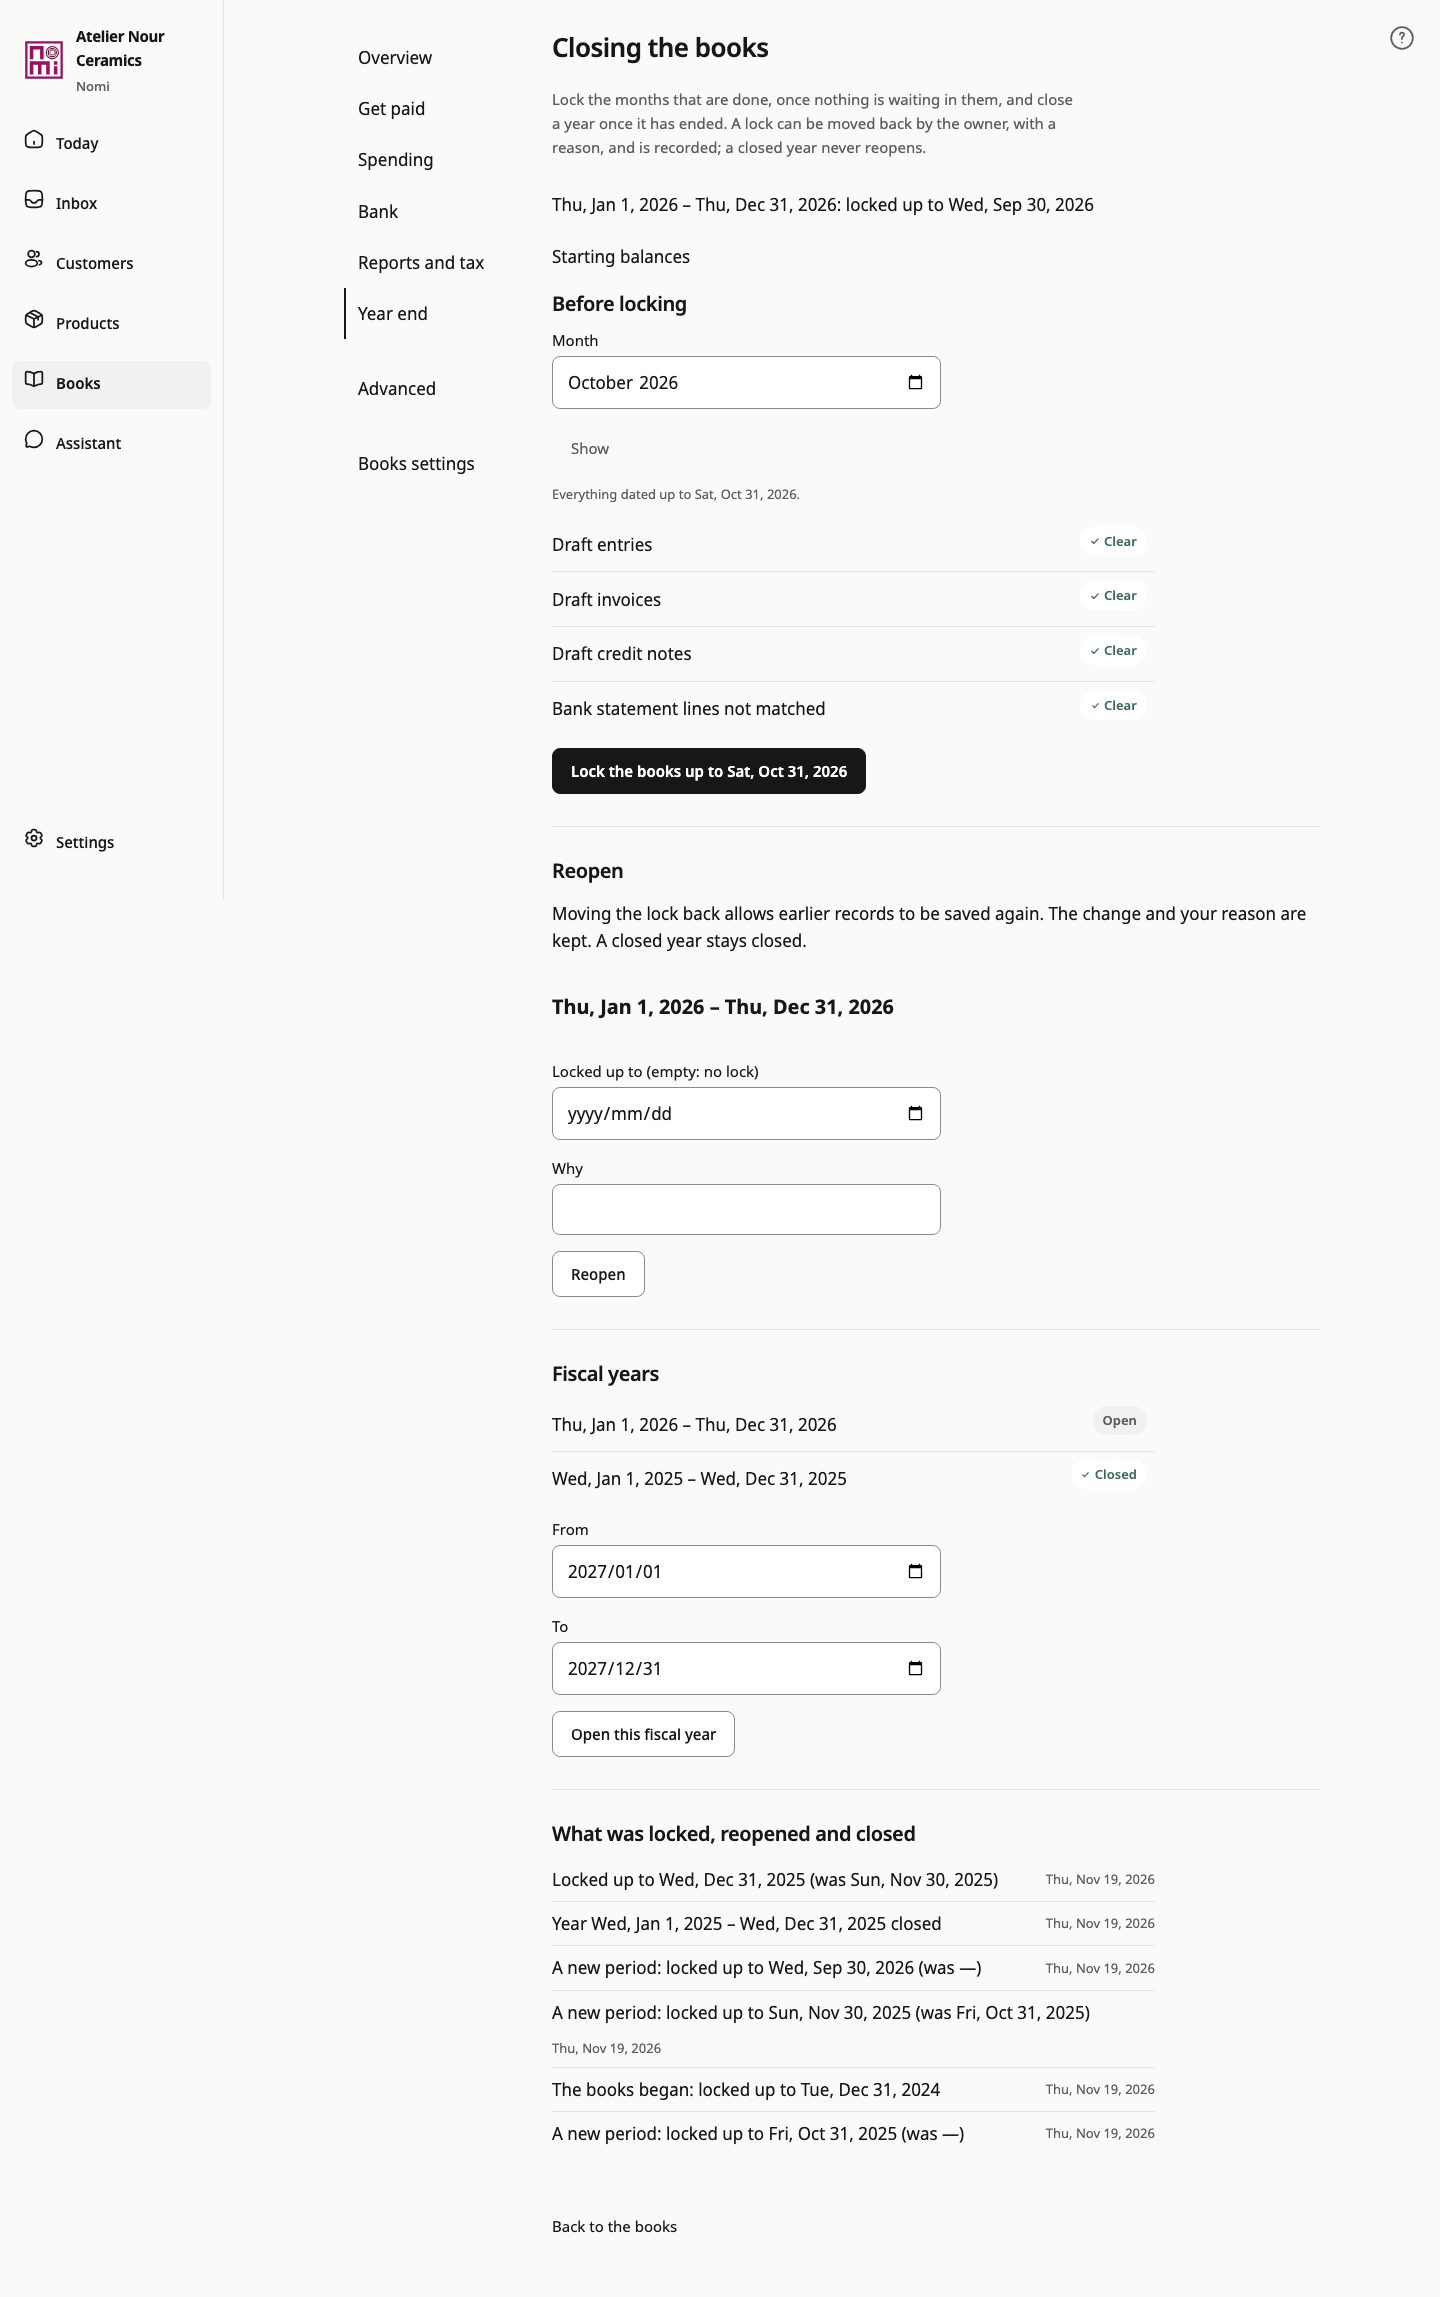 Atelier Nour
Ceramics
Nomi
Today
Inbox
Customers
Products
Books
Assistant
Settings
Overview
Get paid
Spending
Bank
Reports and tax
Year end
Advanced
Books settings
Closing the books
Lock the months that are done, once nothing is waiting in them, and close
a year once it has ended. A lock can be moved back by the owner, with a
reason, and is recorded; a closed year never reopens.
Thu, Jan 1, 2026 – Thu, Dec 31, 2026: locked up to Wed, Sep 30, 2026
Starting balances
Before locking
Month
October 2026
Show
Everything dated up to Sat, Oct 31, 2026.
Draft entries Clear
Draft invoices Clear
Draft credit notes Clear
Bank statement lines not matched Clear
Lock the books up to Sat, Oct 31, 2026
Reopen
Moving the lock back allows earlier records to be saved again. The change and your reason are
kept. A closed year stays closed.
Thu, Jan 1, 2026 – Thu, Dec 31, 2026
Locked up to (empty: no lock)
yyyy/mm/dd
Why
Reopen
Fiscal years
Thu, Jan 1, 2026 – Thu, Dec 31, 2026 Open
Wed, Jan 1, 2025 – Wed, Dec 31, 2025 Closed
From
2027/01/01
To
2027/12/31
Open this fiscal year
What was locked, reopened and closed
Locked up to Wed, Dec 31, 2025 (was Sun, Nov 30, 2025) Thu, Nov 19, 2026
Year Wed, Jan 1, 2025 – Wed, Dec 31, 2025 closed Thu, Nov 19, 2026
A new period: locked up to Wed, Sep 30, 2026 (was —) Thu, Nov 19, 2026
A new period: locked up to Sun, Nov 30, 2025 (was Fri, Oct 31, 2025)
Thu, Nov 19, 2026
The books began: locked up to Tue, Dec 31, 2024 Thu, Nov 19, 2026
A new period: locked up to Fri, Oct 31, 2025 (was —) Thu, Nov 19, 2026
Back to the books